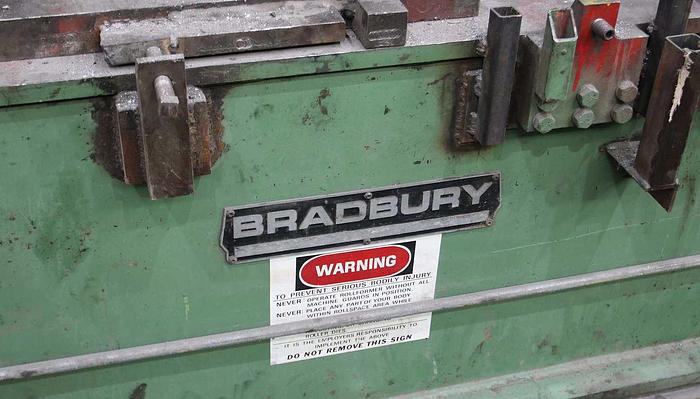 BRADBURY
WARNING
TO PREVENT SERIOUS BODILY INJURY
NEVER OPERATE ROLLFORMER WITHOUT ALL
MACHINE GUARDS IN POSITION.
NEVER PLACE ANY PART OF YOUR BODY
WITHIN ROLLSPACE AREA WHILE
ROLLER DIES
IT IS THE EMPLOYERS RESPONSIBILITY TO
IMPLEMENT THE ABOVE
DO NOT REMOVE THIS SIGN